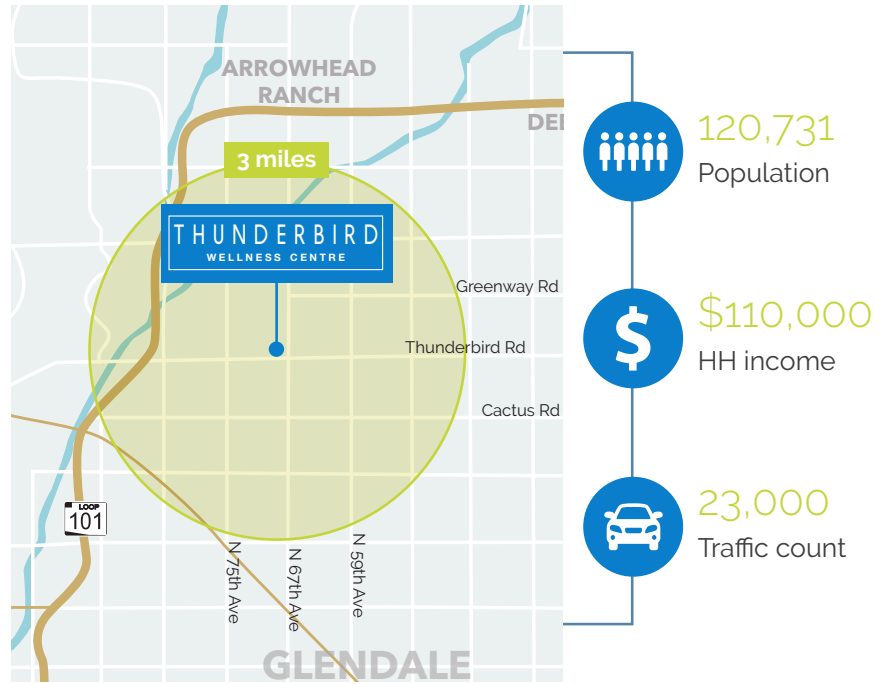 ARROWHEAD
RANCH
DEE
3 miles
THUNDERBIRD
WELLNESS CENTRE
Greenway Rd
Thunderbird Rd
Cactus Rd
LOOP
101
N 75th Ave
N 67th Ave
N 59th Ave
GLENDALE
120,731
Population
$110,000
HH income
23,000
Traffic count